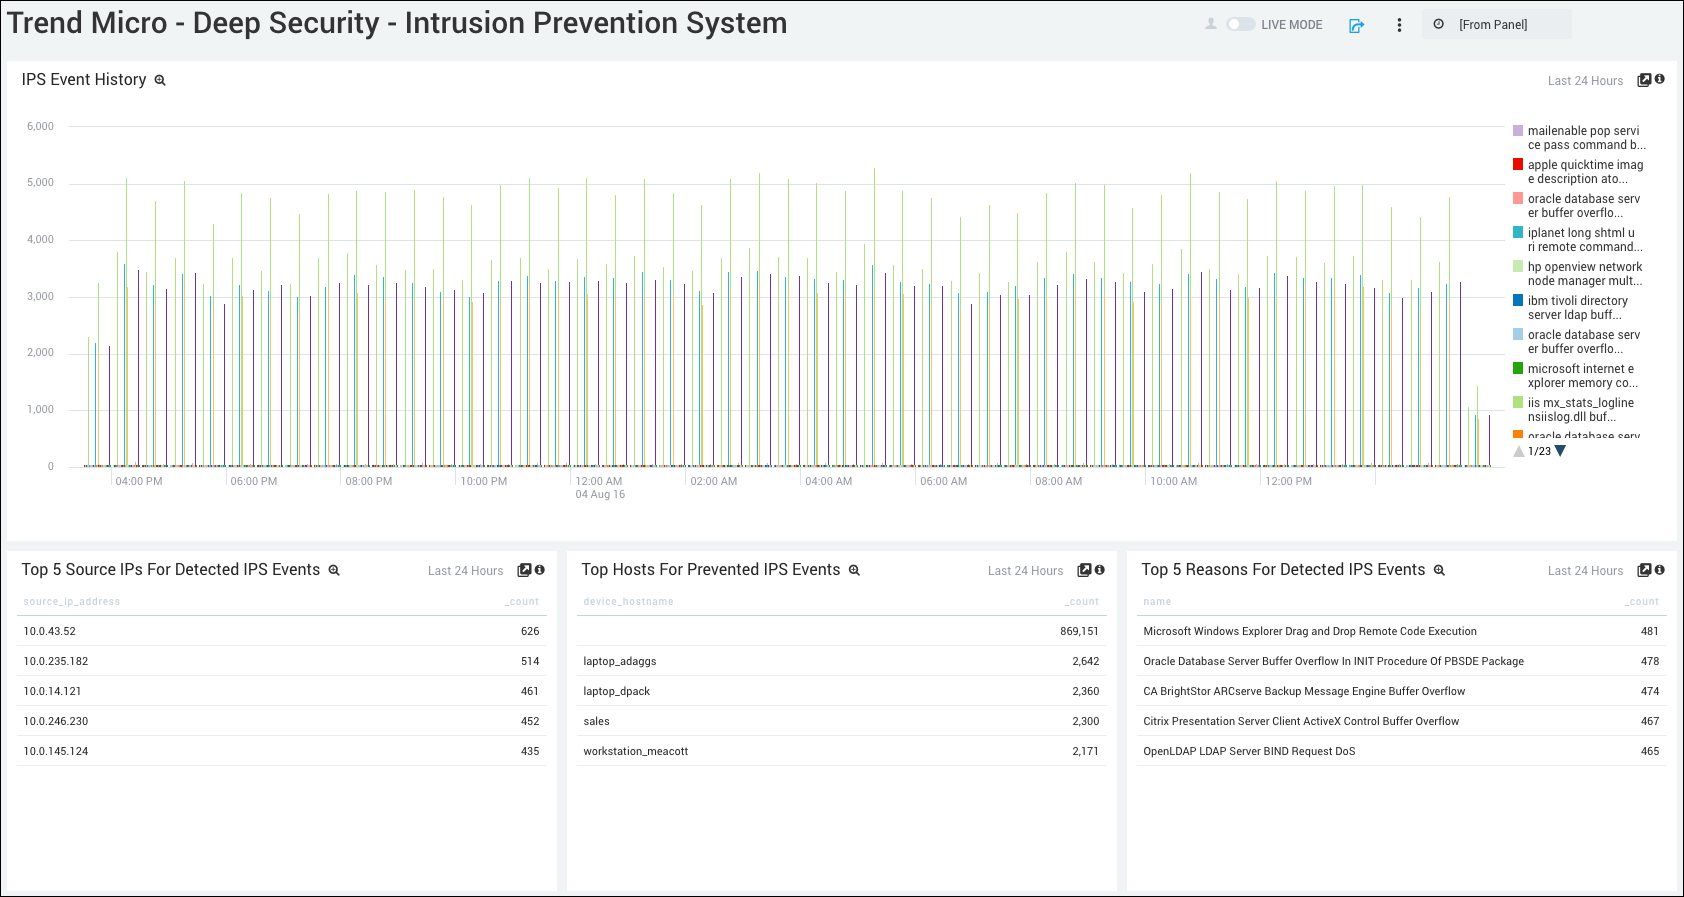 Trend Micro - Deep Security - Intrusion Prevention System
LIVE MODE
[From Panel]
IPS Event History
Last 24 Hours
6,000
5,000
4,000
3,000
2,000
1,000
0
04:00 PM
06:00 PM
08:00 PM
10:00 PM
12:00 AM
04 Aug 16
02:00 AM
04:00 AM
06:00 AM
08:00 AM
10:00 AM
12:00 PM
mailenable pop servi
ce pass command b...
apple quicktime imag
e description ato...
oracle database serv
er buffer overflo...
iplanet long shtml u
ri remote command...
hp openview network
node manager mult...
ibm tivoli directory
server ldap buff...
oracle database serv
er buffer overflo...
microsoft internet e
xplorer memory co...
iis mx_stats_logline
nsiislog.dll buf...
oracle database serv
1/23
Top 5 Source IPs For Detected IPS Events
Last 24 Hours
source_ip_address _count
10.0.43.52 626
10.0.235.182 514
10.0.14.121 461
10.0.246.230 452
10.0.145.124 435
Top Hosts For Prevented IPS Events
Last 24 Hours
device_hostname _count
869,151
laptop_adaggs 2,642
laptop_dpack 2,360
sales 2,300
workstation_meacott 2,171
Top 5 Reasons For Detected IPS Events
Last 24 Hours
name _count
Microsoft Windows Explorer Drag and Drop Remote Code Execution 481
Oracle Database Server Buffer Overflow In INIT Procedure Of PBSDE Package 478
CA BrightStor ARCserve Backup Message Engine Buffer Overflow 474
Citrix Presentation Server Client ActiveX Control Buffer Overflow 467
OpenLDAP LDAP Server BIND Request DoS 465